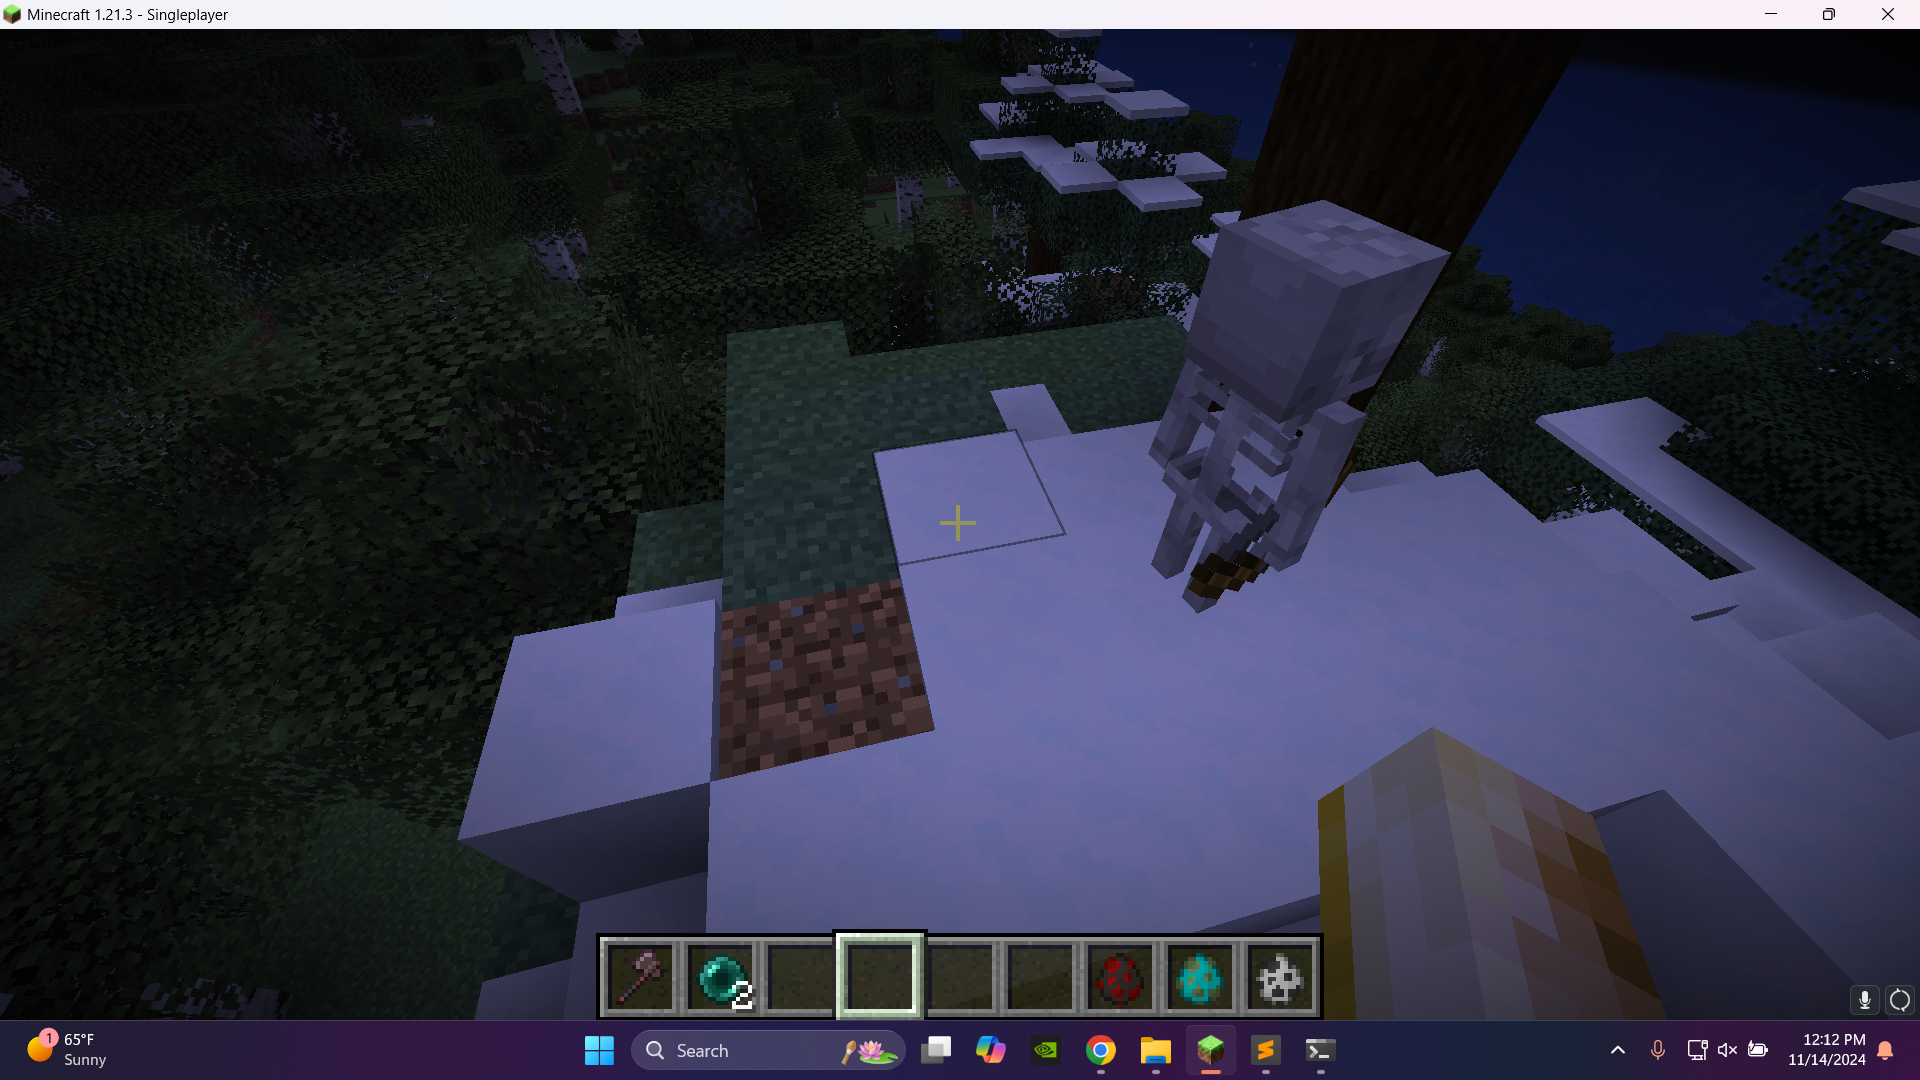 Minecraft 1.21.3 - Singleplayer
2
1
65°F
Sunny
Search
12:12 PM
11/14/2024